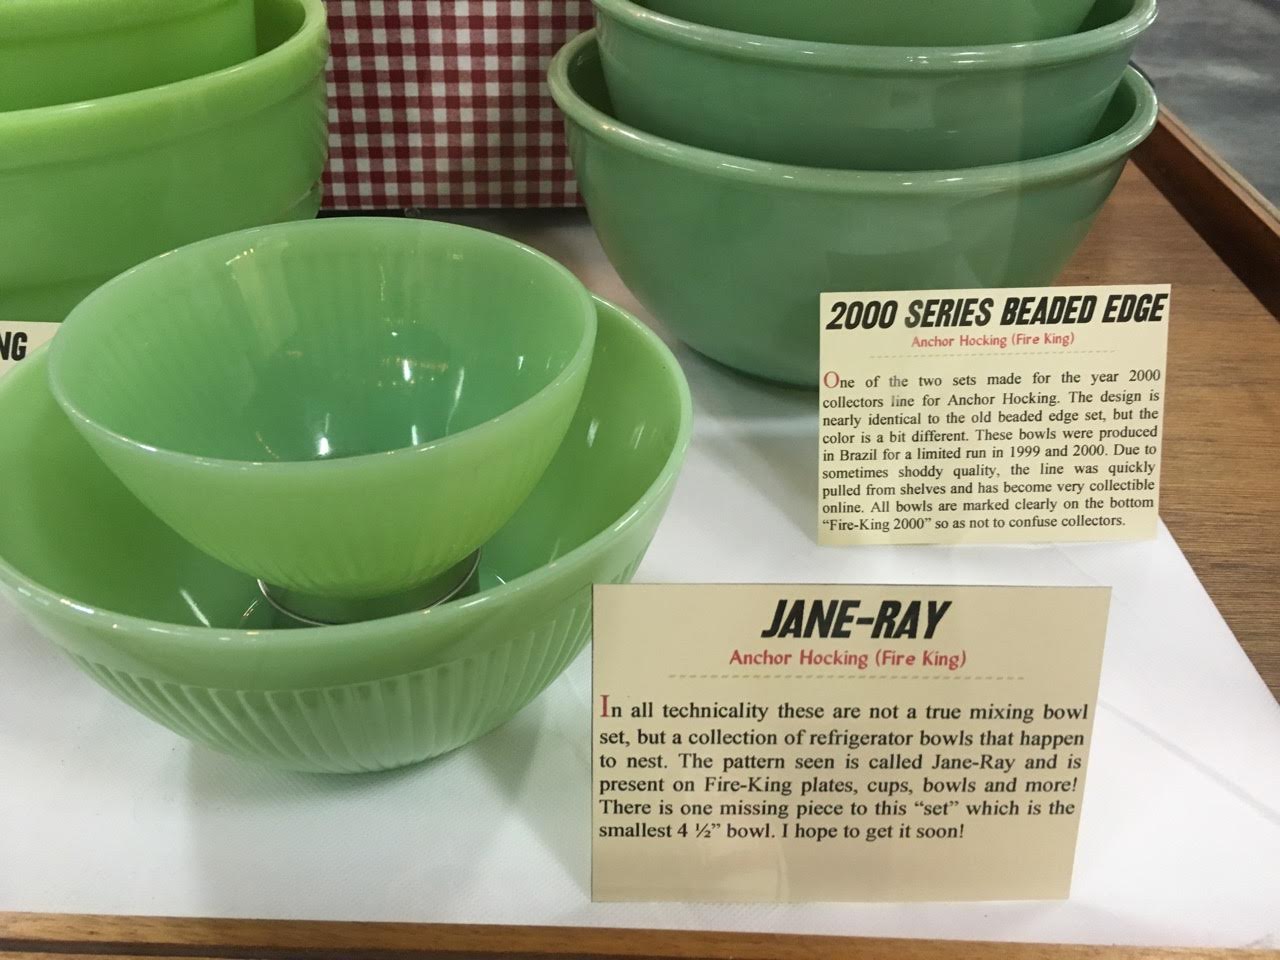 NG
2000 SERIES BEADED EDGE
Anchor Hocking (Fire King)
One of the two sets made for the year 2000
collectors line for Anchor Hocking. The design is
nearly identical to the old beaded edge set, but the
color is a bit different. These bowls were produced
in Brazil for a limited run in 1999 and 2000. Due to
sometimes shoddy quality, the line was quickly
pulled from shelves and has become very collectible
online. All bowls are marked clearly on the bottom
“Fire-King 2000” so as not to confuse collectors.
JANE-RAY
Anchor Hocking (Fire King)
In all technicality these are not a true mixing bowl
set, but a collection of refrigerator bowls that happen
to nest. The pattern seen is called Jane-Ray and is
present on Fire-King plates, cups, bowls and more!
There is one missing piece to this “set” which is the
smallest 4 ½” bowl. I hope to get it soon!